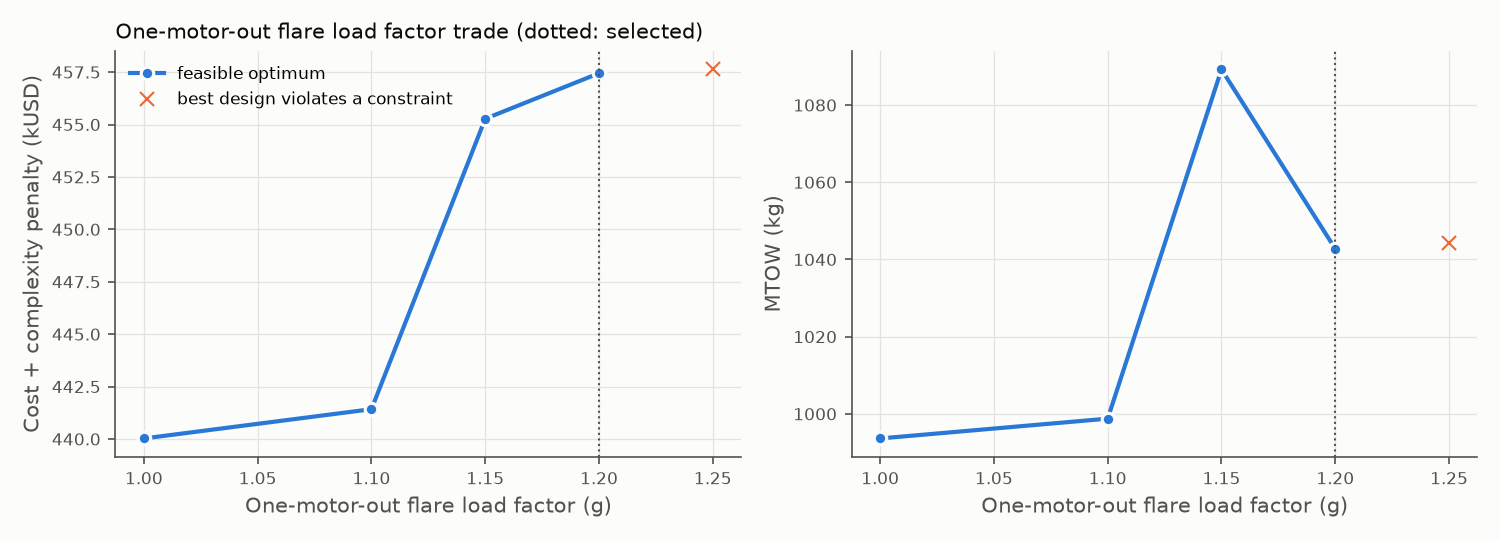 One-motor-out flare load factor trade (dotted: selected)
feasible optimum
best design violates a constraint
Cost + complexity penalty (kUSD)
457.5
455.0
452.5
450.0
447.5
445.0
442.5
440.0
1.00 1.05 1.10 1.15 1.20 1.25
One-motor-out flare load factor (g)
MTOW (kg)
1080
1060
1040
1020
1000
1.00 1.05 1.10 1.15 1.20 1.25
One-motor-out flare load factor (g)